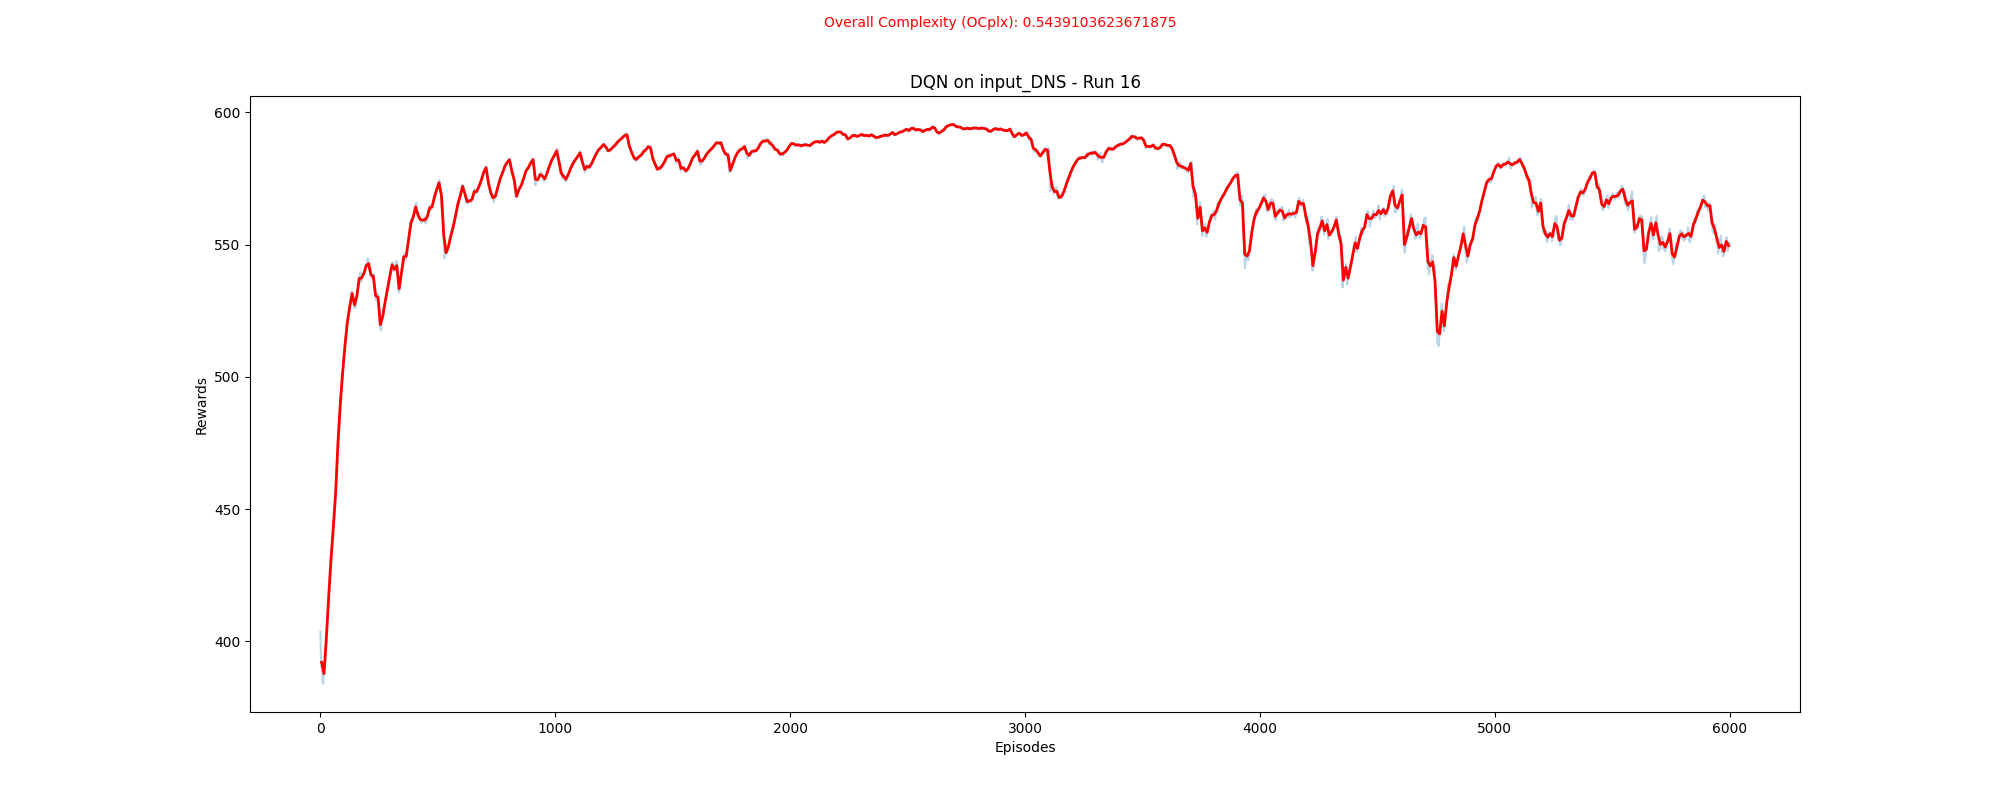 Overall Complexity (OCplx): 0.5439103623671875
DQN on input_DNS - Run 16
600
550
500
450
400
Rewards
0 1000 2000 3000 4000 5000 6000
Episodes